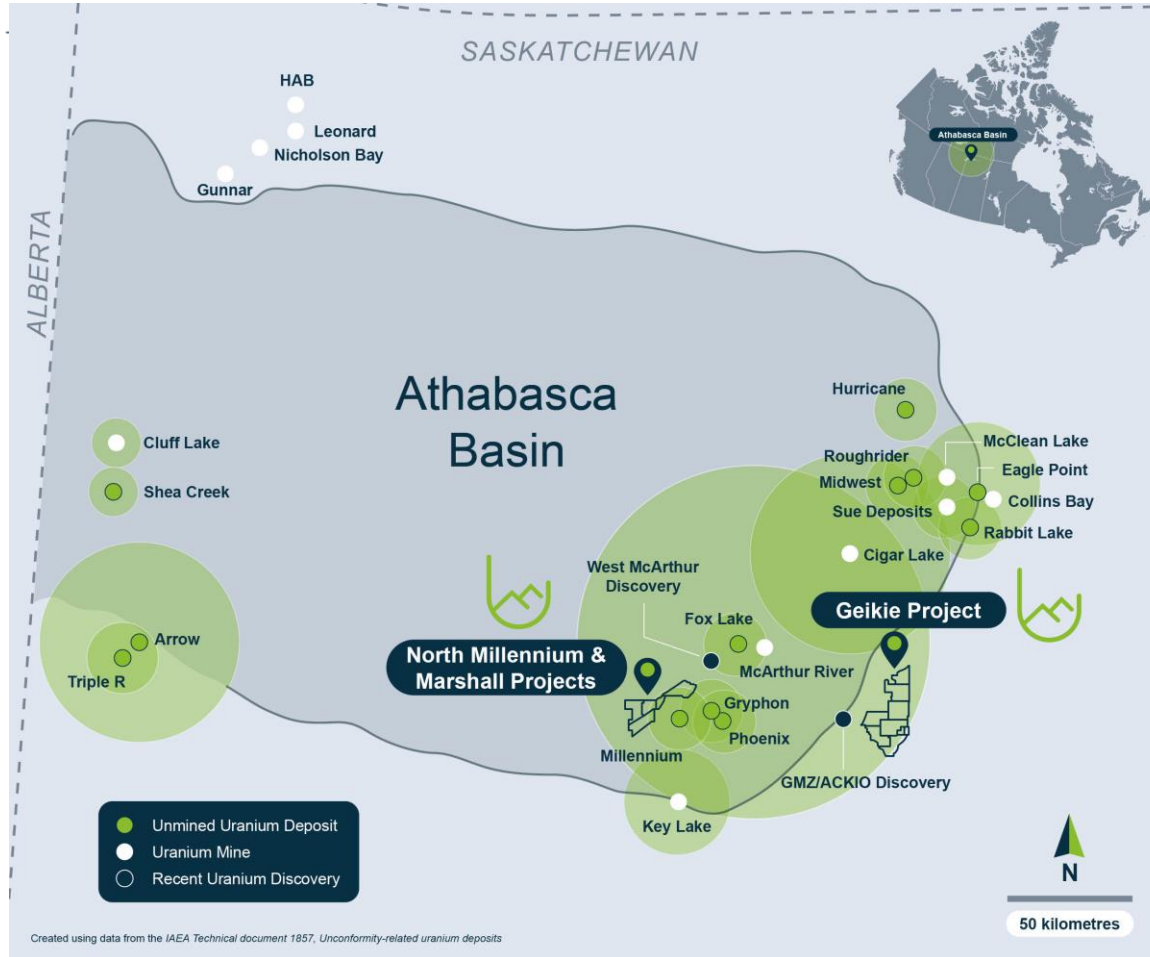 SASKATCHEWAN
ALBERTA
HAB
Leonard
Nicholson Bay
Gunnar
Athabasca Basin
Athabasca
Basin
Hurricane
Cluff Lake
Shea Creek
McClean Lake
Roughrider
Eagle Point
Midwest
Collins Bay
Sue Deposits
Rabbit Lake
Cigar Lake
West McArthur
Discovery
Geikie Project
Fox Lake
Arrow
North Millennium &
Marshall Projects
McArthur River
Triple R
Gryphon
Phoenix
Millennium
GMZ/ACKIO Discovery
Key Lake
Unmined Uranium Deposit
Uranium Mine
Recent Uranium Discovery
N
50 kilometres
Created using data from the IAEA Technical document 1857, Unconformity-related uranium deposits